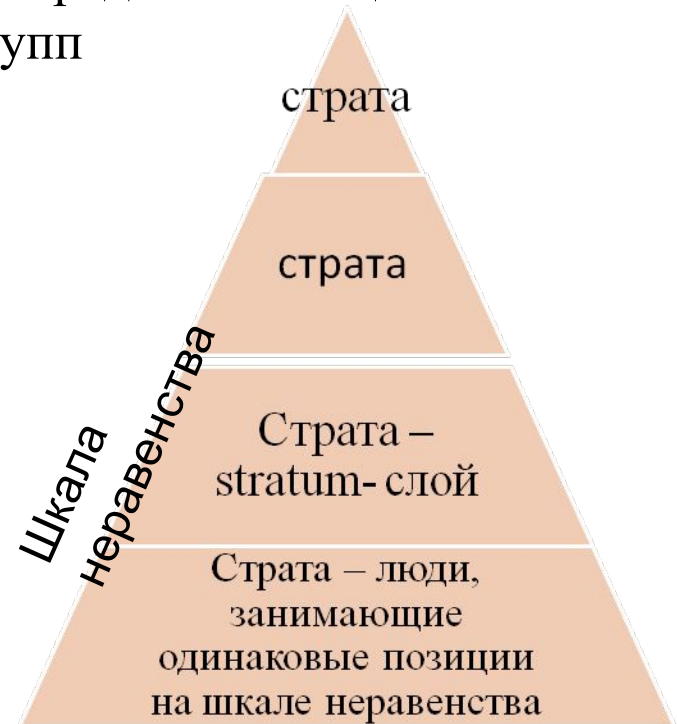 упп
страта
страта
Шкала
неравенства
Страта –
stratum- слой
Страта – люди,
занимающие
одинаковые позиции
на шкале неравенства